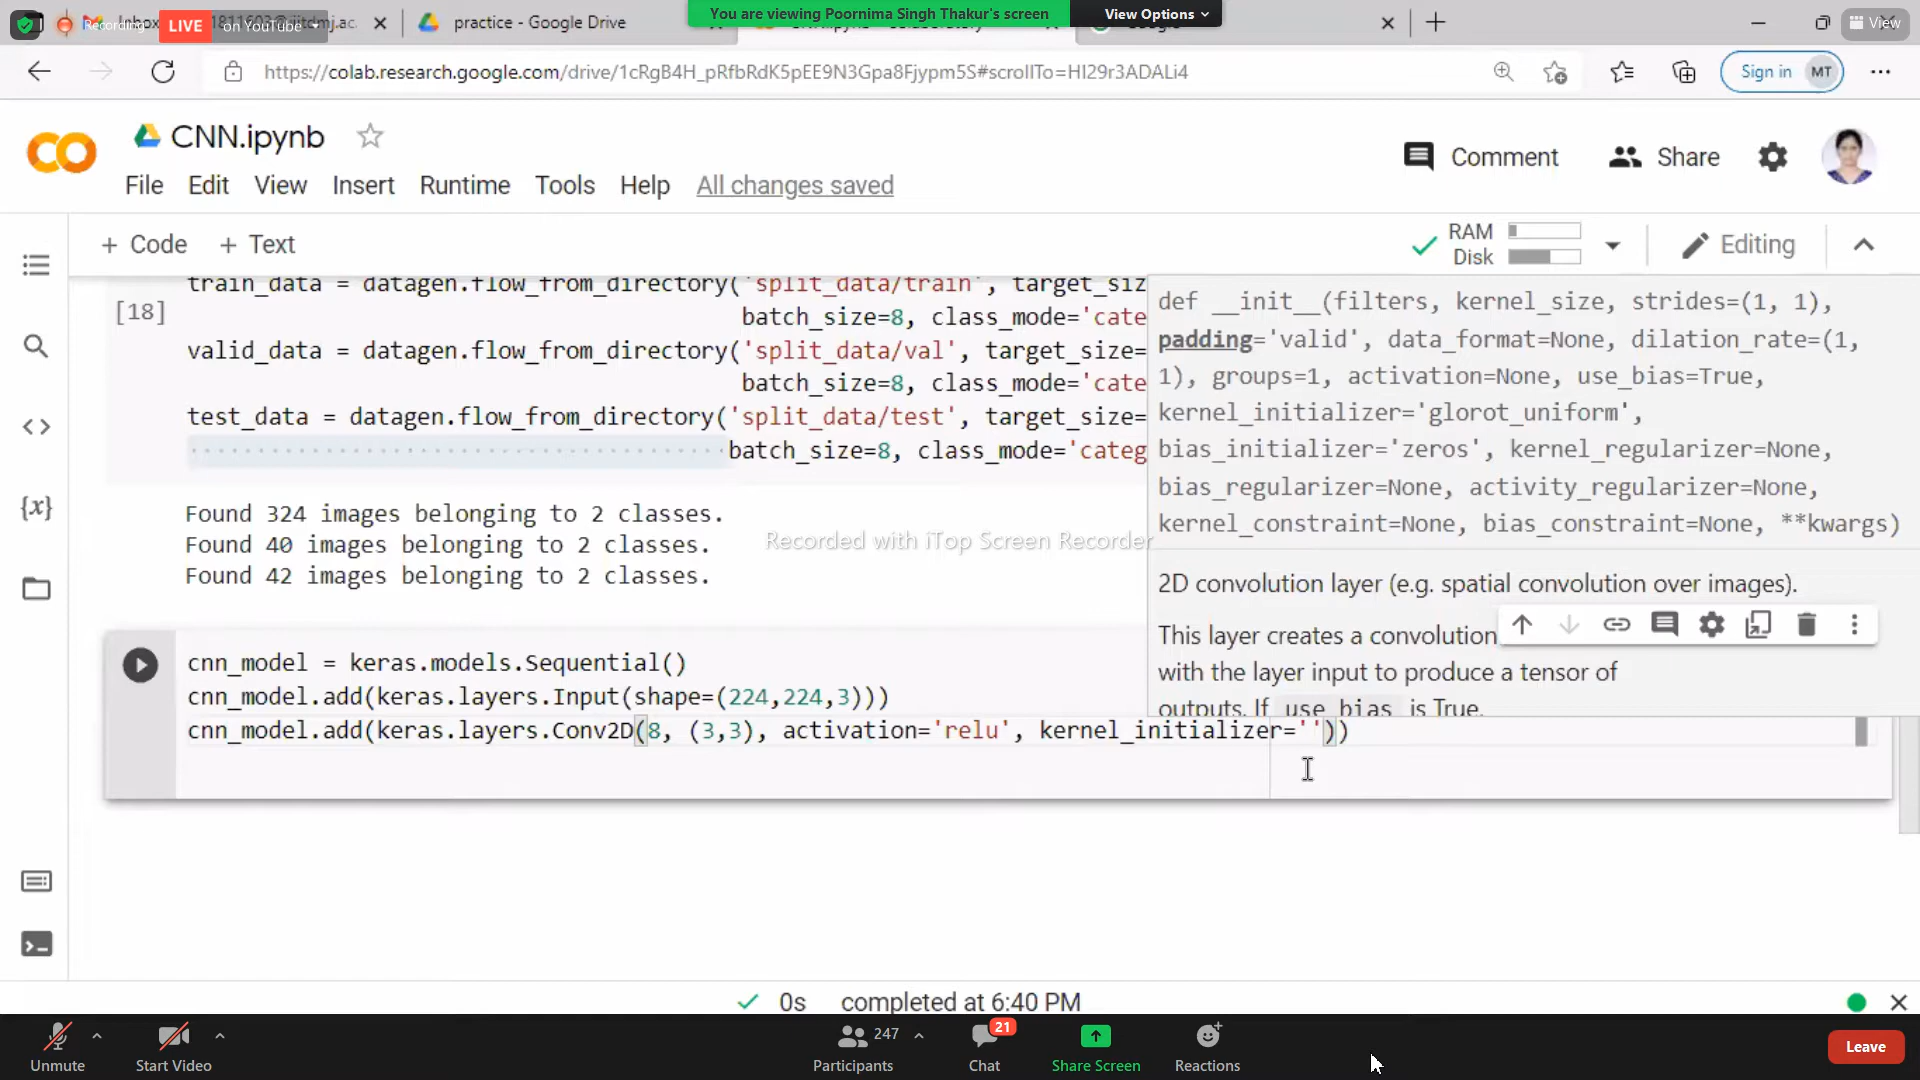 Recording
LIVE on YouTube
practice - Google Drive
You are viewing Poornima Singh Thakur's screen
View Options
View
https://colab.research.google.com/drive/1cRgB4H_pRfbRdK5pEE9N3Gpa8Fjypm5S#scrollTo=HI29r3ADALi4
Sign in MT
CNN.ipynb
Comment Share
File Edit View Insert Runtime Tools Help All changes saved
+ Code + Text
RAM
Disk
Editing
train_data = datagen.flow_from_directory('split_data/train', target_siz
[18]
batch_size=8, class_mode='cate
valid_data = datagen.flow_from_directory('split_data/val', target_size=
batch_size=8, class_mode='cate
test_data = datagen.flow_from_directory('split_data/test', target_size=
batch_size=8, class_mode='categ
def __init__(filters, kernel_size, strides=(1, 1),
padding='valid', data_format=None, dilation_rate=(1,
1), groups=1, activation=None, use_bias=True,
kernel_initializer='glorot_uniform',
bias_initializer='zeros', kernel_regularizer=None,
bias_regularizer=None, activity_regularizer=None,
kernel_constraint=None, bias_constraint=None, **kwargs)
2D convolution layer (e.g. spatial convolution over images).
This layer creates a convolution
with the layer input to produce a tensor of
outputs. If use_bias is True,
Found 324 images belonging to 2 classes.
Found 40 images belonging to 2 classes.
Found 42 images belonging to 2 classes.
Recorded with iTop Screen Recorder
cnn_model = keras.models.Sequential()
cnn_model.add(keras.layers.Input(shape=(224,224,3)))
cnn_model.add(keras.layers.Conv2D(8, (3,3), activation='relu', kernel_initializer=''))
0s completed at 6:40 PM
Unmute
Start Video
247
Participants
21
Chat
Share Screen
Reactions
Leave